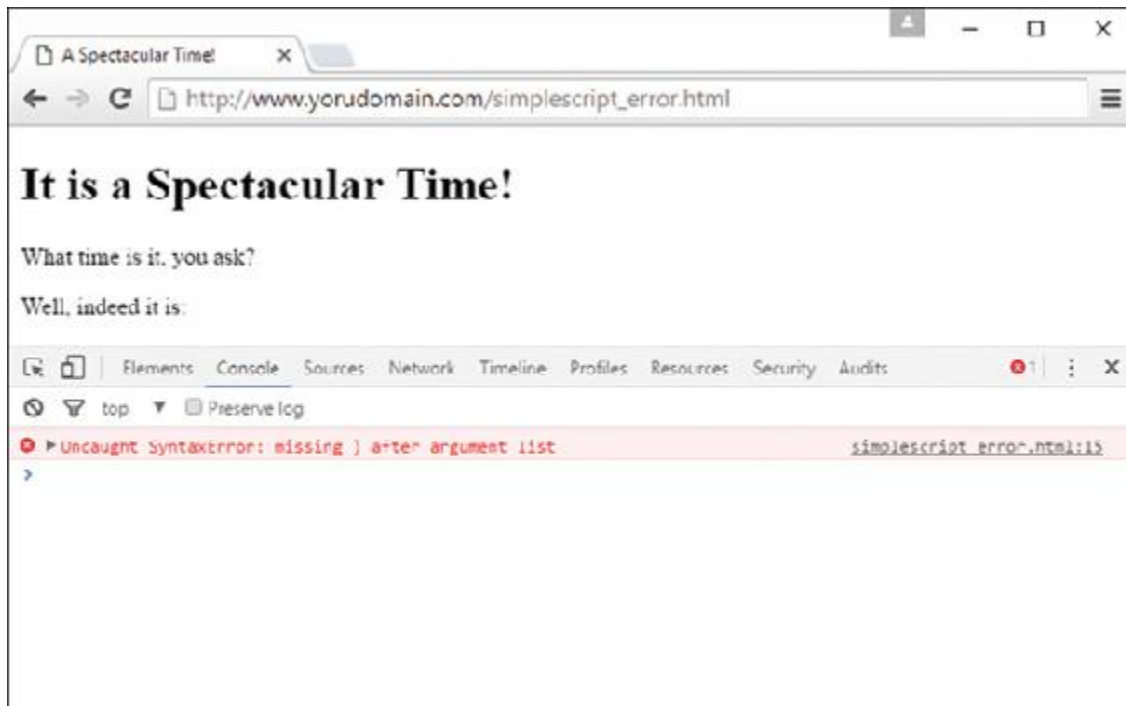 A Spectacular Time!
http://www.yorudomain.com/simplescript_error.html
It is a Spectacular Time!
What time is it, you ask?
Well, indeed it is:
Elements Console Sources Network Timeline Profiles Resources Security Audits 1
top Preserve log
Uncaught SyntaxError: missing ) after argument list simplescript_error.html:15